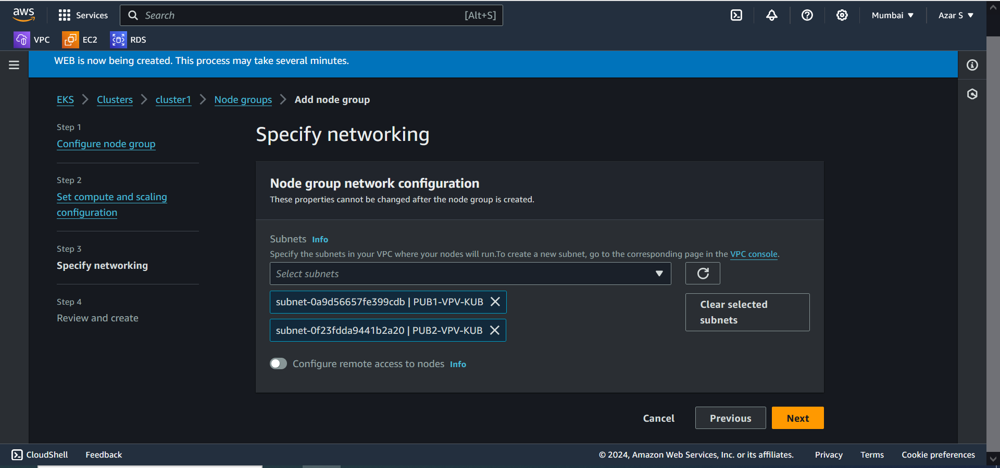 aws
Services
Search
[Alt+S]
Mumbai ▼
Azar S ▼
VPC
EC2
RDS
WEB is now being created. This process may take several minutes.
EKS
Clusters
cluster1
Node groups
Add node group
Step 1
Configure node group
Step 2
Set compute and scaling
configuration
Step 3
Specify networking
Step 4
Review and create
Specify networking
Node group network configuration
These properties cannot be changed after the node group is created.
Subnets Info
Specify the subnets in your VPC where your nodes will run.To create a new subnet, go to the corresponding page in the VPC console.
Select subnets
subnet-0a9d56657fe399cdb | PUB1-VPV-KUB
subnet-0f23fdda9441b2a20 | PUB2-VPV-KUB
Clear selected
subnets
Configure remote access to nodes Info
Cancel
Previous
Next
CloudShell
Feedback
© 2024, Amazon Web Services, Inc. or its affiliates.
Privacy
Terms
Cookie preferences